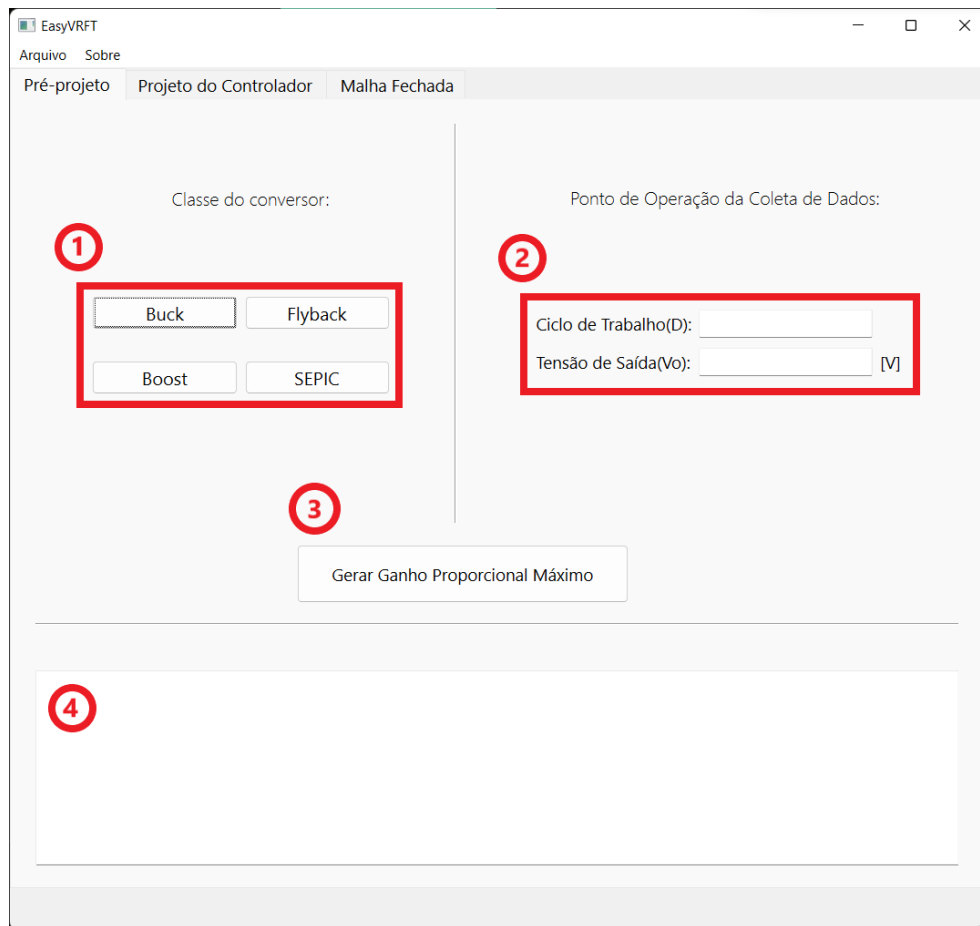 EasyVRFT
Arquivo Sobre
Pré-projeto Projeto do Controlador Malha Fechada
Classe do conversor:
1
Buck Flyback
Boost SEPIC
Ponto de Operação da Coleta de Dados:
2
Ciclo de Trabalho(D):
Tensão de Saída(Vo): [V]
3
Gerar Ganho Proporcional Máximo
4